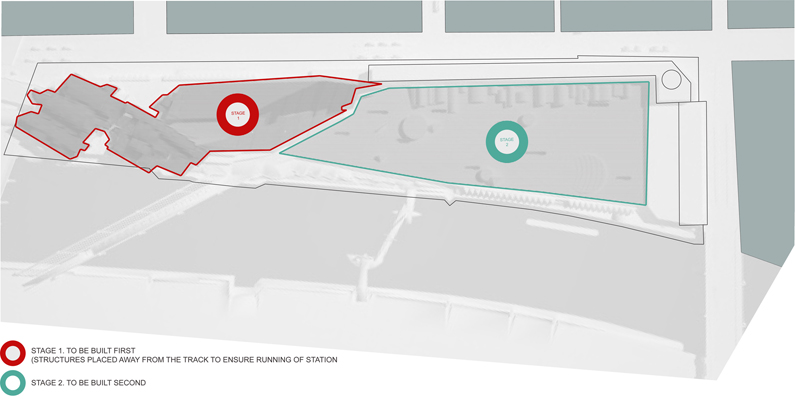 STAGE
1
STAGE
2
STAGE 1. TO BE BUILT FIRST
(STRUCTURES PLACED AWAY FROM THE TRACK TO ENSURE RUNNING OF STATION
STAGE 2. TO BE BUILT SECOND